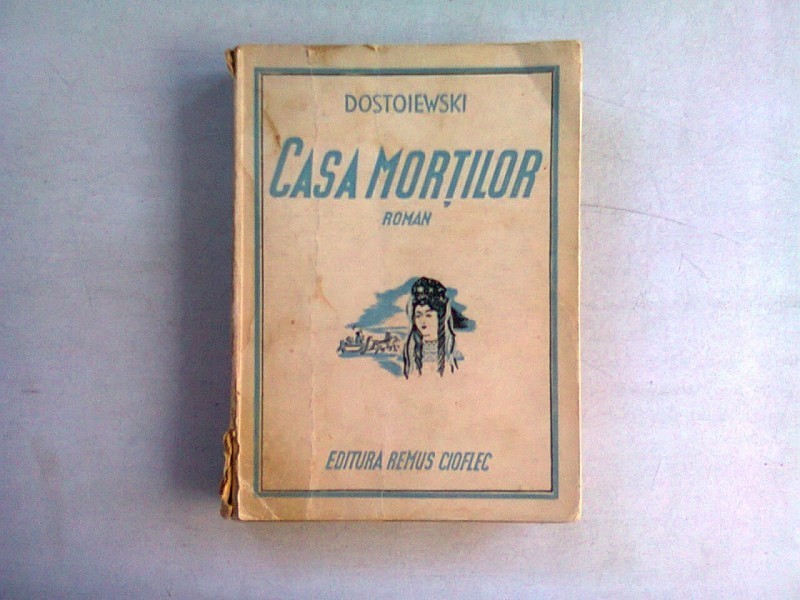 DOSTOIEWSKI
CASA MORȚILOR
ROMAN
EDITURA REMUS CIOFLEC